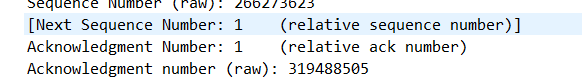 Sequence Number (raw): 266273623
[Next Sequence Number: 1    (relative sequence number)]
Acknowledgment Number: 1    (relative ack number)
Acknowledgment number (raw): 319488505